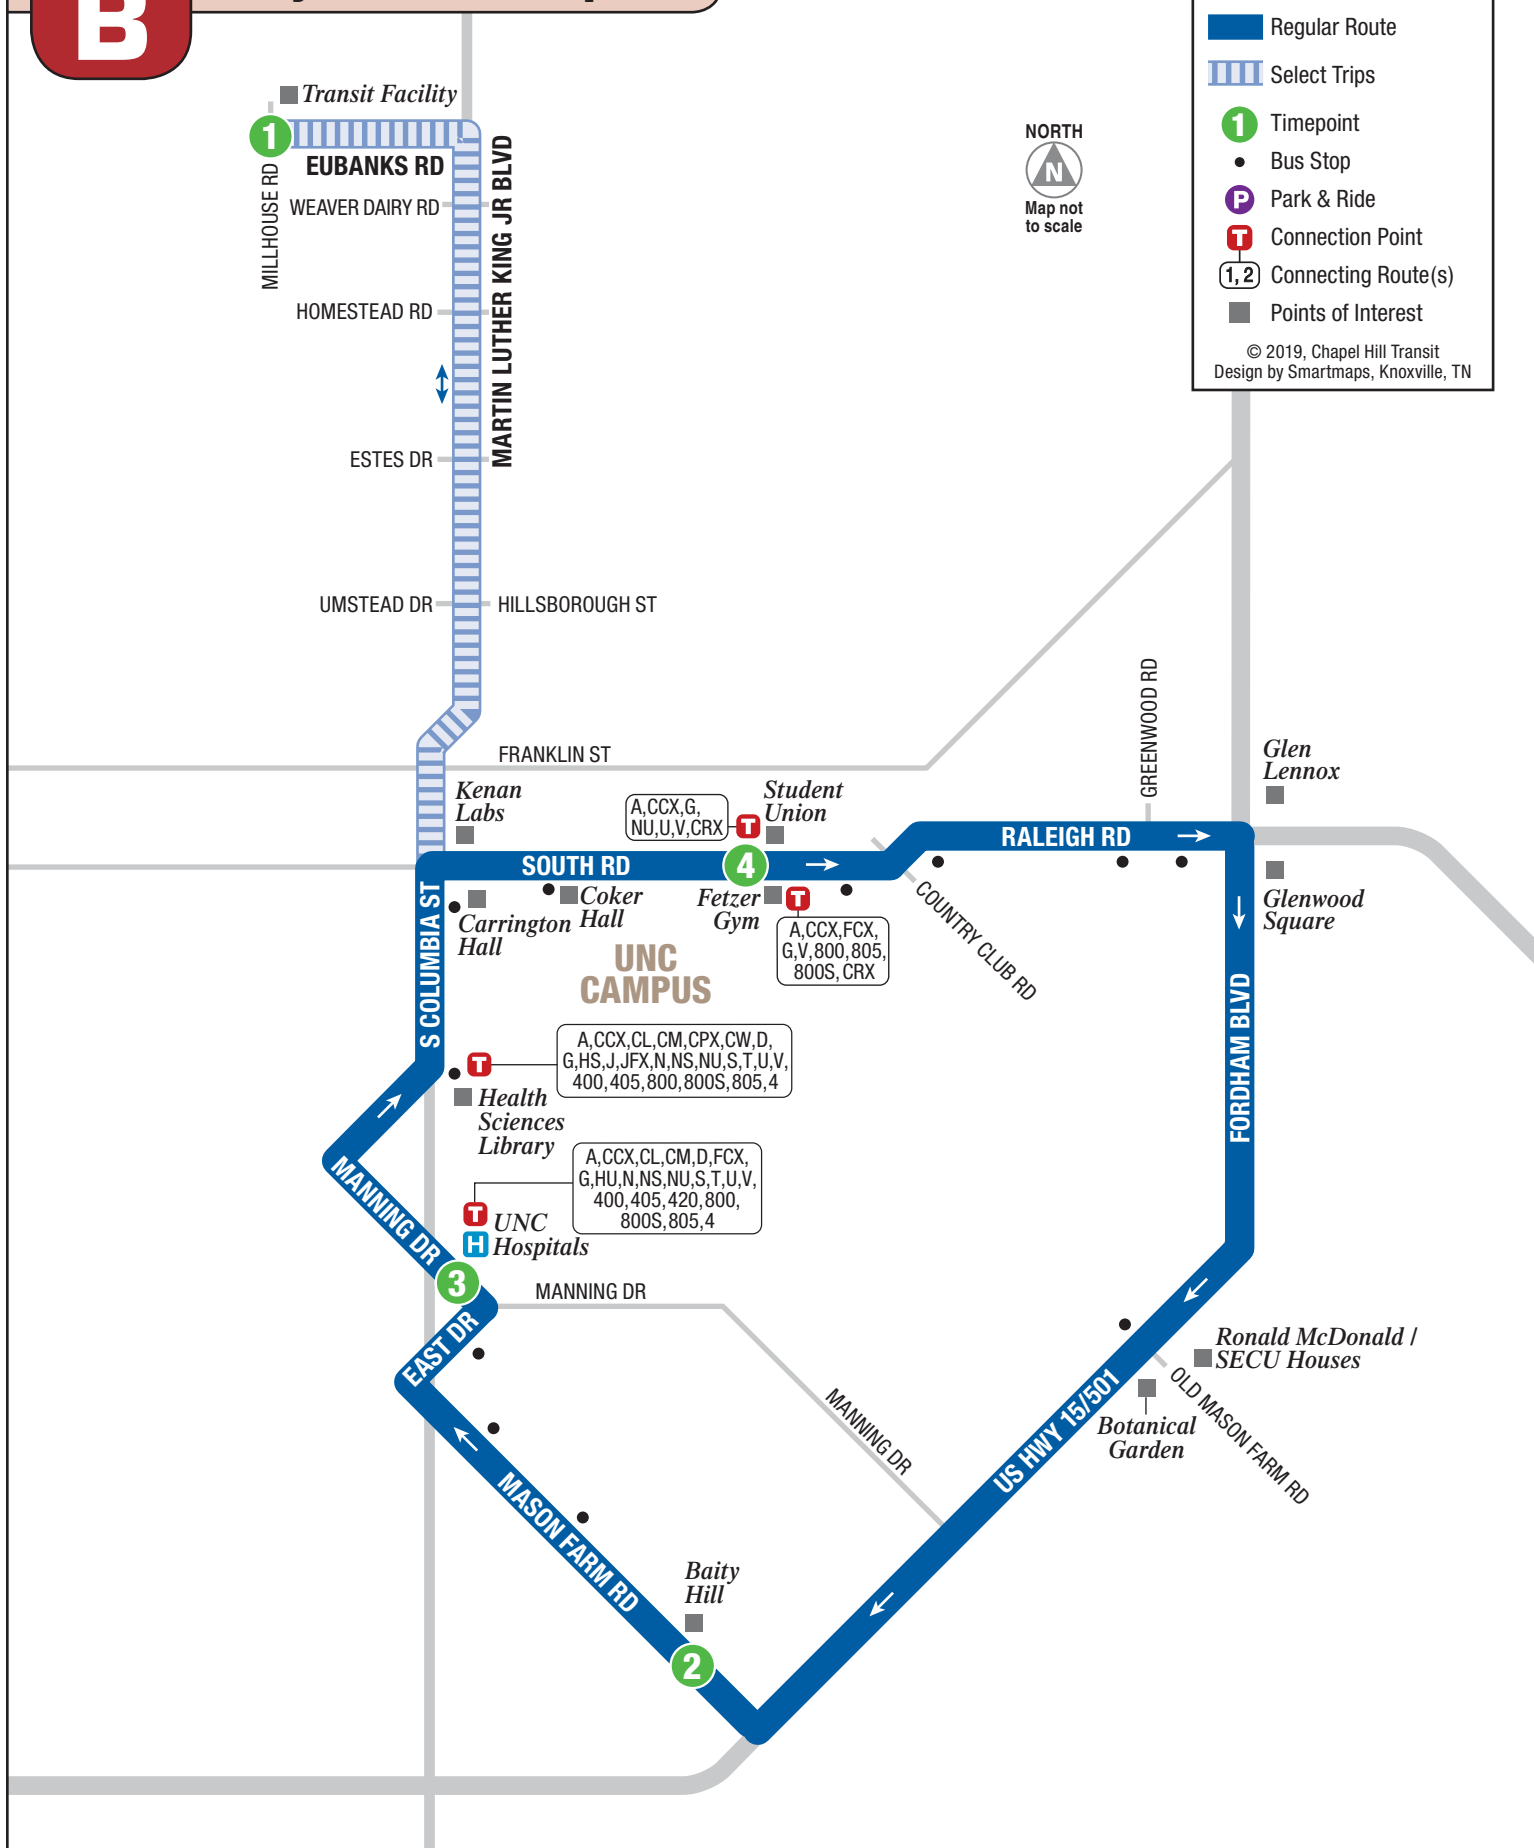 B
Regular Route
Select Trips
1 Timepoint
Bus Stop
P Park & Ride
T Connection Point
1, 2 Connecting Route(s)
Points of Interest
© 2019, Chapel Hill Transit
Design by Smartmaps, Knoxville, TN
NORTH
N
Map not
to scale
Transit Facility
1
EUBANKS RD
MILLHOUSE RD
WEAVER DAIRY RD
MARTIN LUTHER KING JR BLVD
HOMESTEAD RD
ESTES DR
UMSTEAD DR
HILLSBOROUGH ST
FRANKLIN ST
GREENWOOD RD
Glen
Lennox
Kenan
Labs
A,CCX,G,
NU,U,V,CRX
T
Student
Union
SOUTH RD
4
RALEIGH RD
S COLUMBIA ST
Carrington
Hall
Coker
Hall
Fetzer
Gym
T
A,CCX,FCX,
G,V,800,805,
800S, CRX
COUNTRY CLUB RD
Glenwood
Square
UNC
CAMPUS
FORDHAM BLVD
T
A,CCX,CL,CM,CPX,CW,D,
G,HS,J,JFX,N,NS,NU,S,T,U,V,
400,405,800,800S,805,4
Health
Sciences
Library
MANNING DR
A,CCX,CL,CM,D,FCX,
G,HU,N,NS,NU,S,T,U,V,
400,405,420,800,
800S,805,4
T
H
UNC
Hospitals
3
MANNING DR
EAST DR
Ronald McDonald /
SECU Houses
OLD MASON FARM RD
Botanical
Garden
US HWY 15/501
MANNING DR
MASON FARM RD
Baity
Hill
2